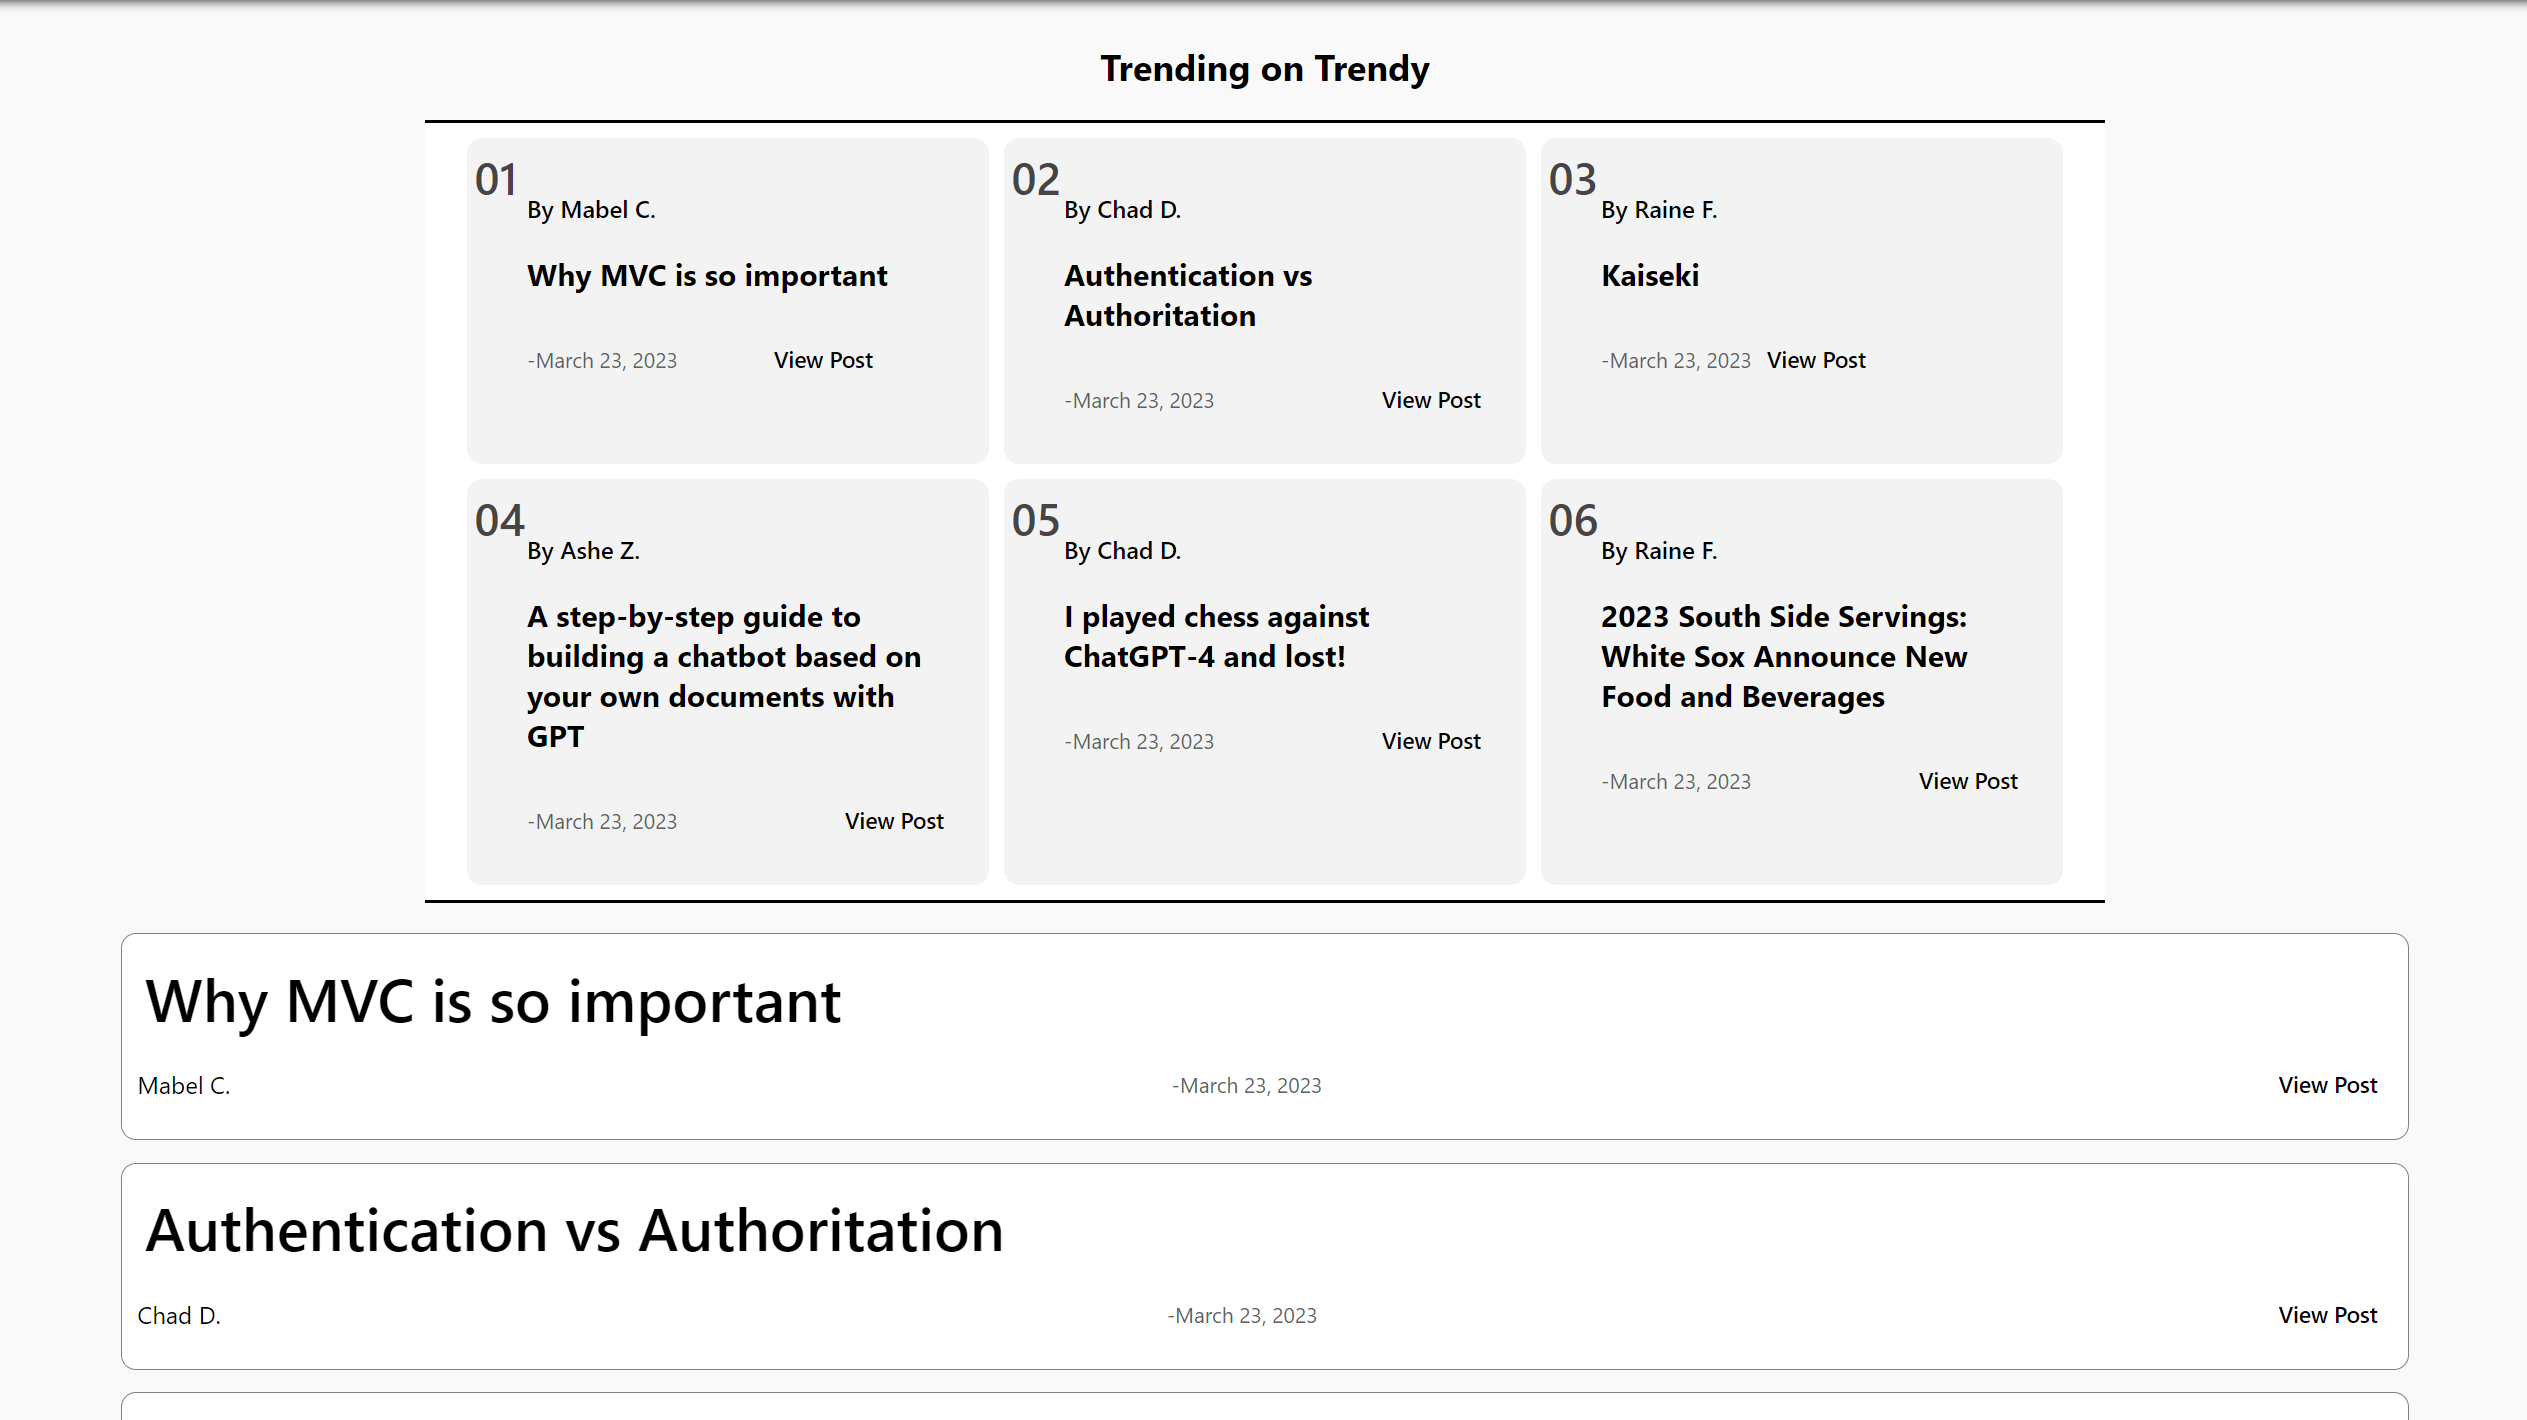 Trending on Trendy
01
By Mabel C.
Why MVC is so important
-March 23, 2023 View Post
02
By Chad D.
Authentication vs
Authoritation
-March 23, 2023 View Post
03
By Raine F.
Kaiseki
-March 23, 2023 View Post
04
By Ashe Z.
A step-by-step guide to
building a chatbot based on
your own documents with
GPT
-March 23, 2023 View Post
05
By Chad D.
I played chess against
ChatGPT-4 and lost!
-March 23, 2023 View Post
06
By Raine F.
2023 South Side Servings:
White Sox Announce New
Food and Beverages
-March 23, 2023 View Post
Why MVC is so important
Mabel C. -March 23, 2023 View Post
Authentication vs Authoritation
Chad D. -March 23, 2023 View Post